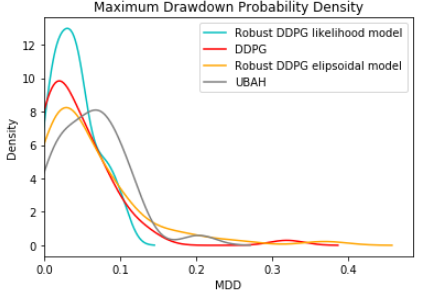 Maximum Drawdown Probability Density
Robust DDPG likelihood model
DDPG
Robust DDPG elipsoidal model
UBAH
Density
12
10
8
6
4
2
0
0.0 0.1 0.2 0.3 0.4
MDD